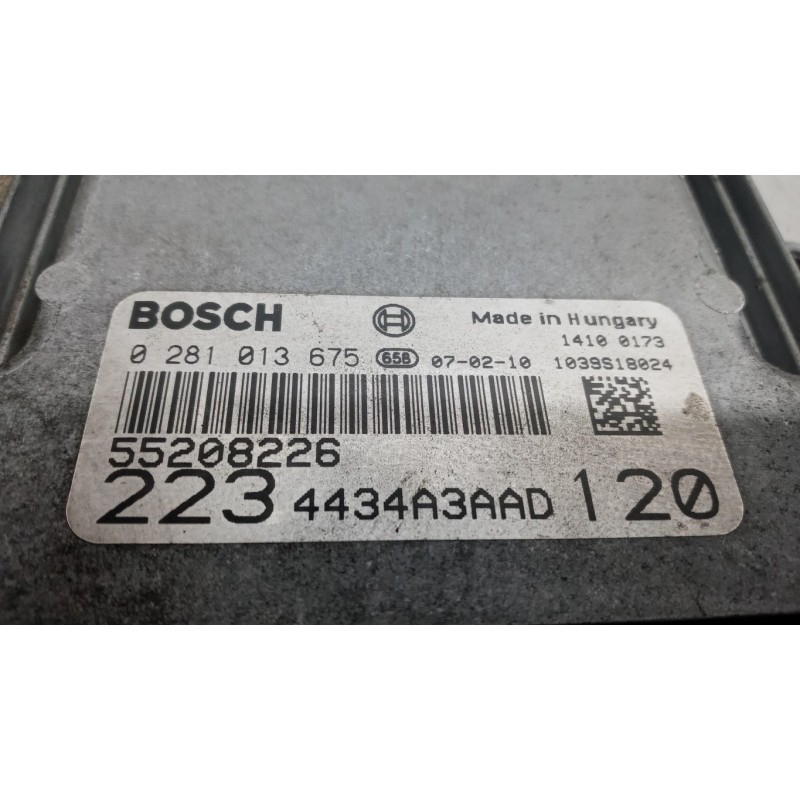 BOSCH Made in Hungary
1410 0173
0 281 013 675 658 07-02-10 1039S18024
55208226
223 4434A3AAD 120